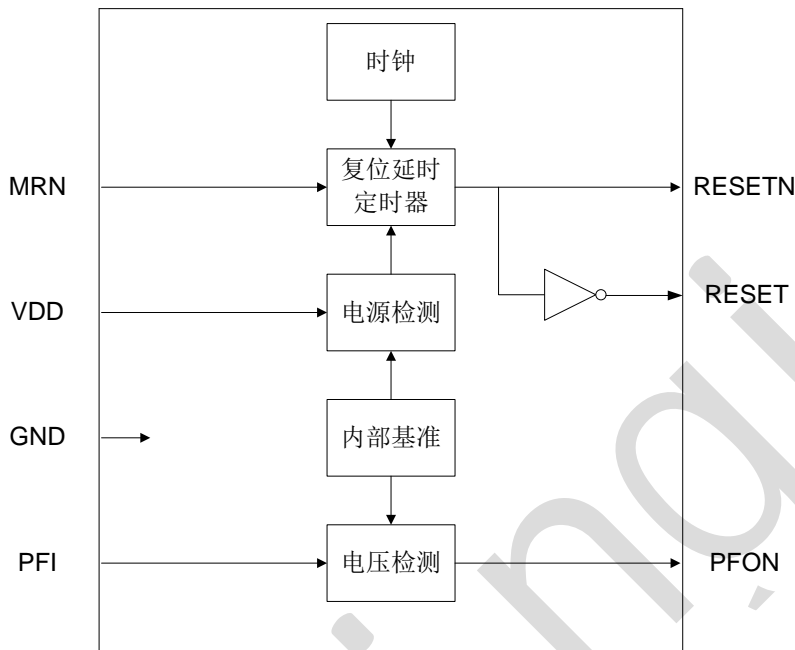 时钟
MRN
复位延时
定时器
RESETN
VDD
电源检测
RESET
GND
内部基准
PFI
电压检测
PFON